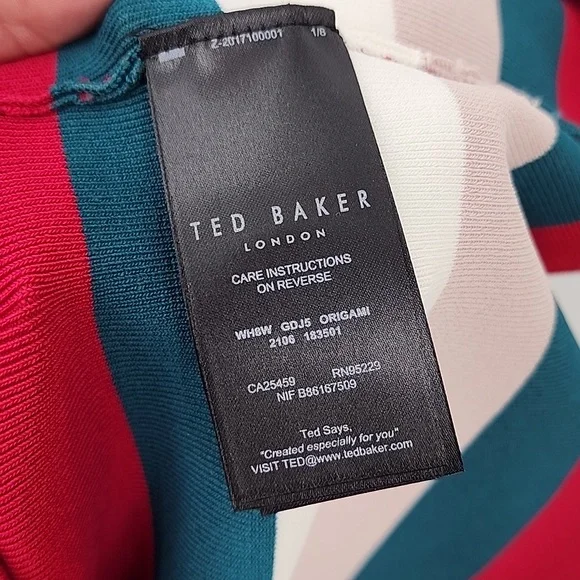 Z-2017100001 1/8
TED BAKER
LONDON
CARE INSTRUCTIONS
ON REVERSE
WH8W GDJ5 ORIGAMI
2106 183501
CA25459 RN95229
NIF B86167509
Ted Says,
"Created especially for you"
VISIT TED@www.tedbaker.com